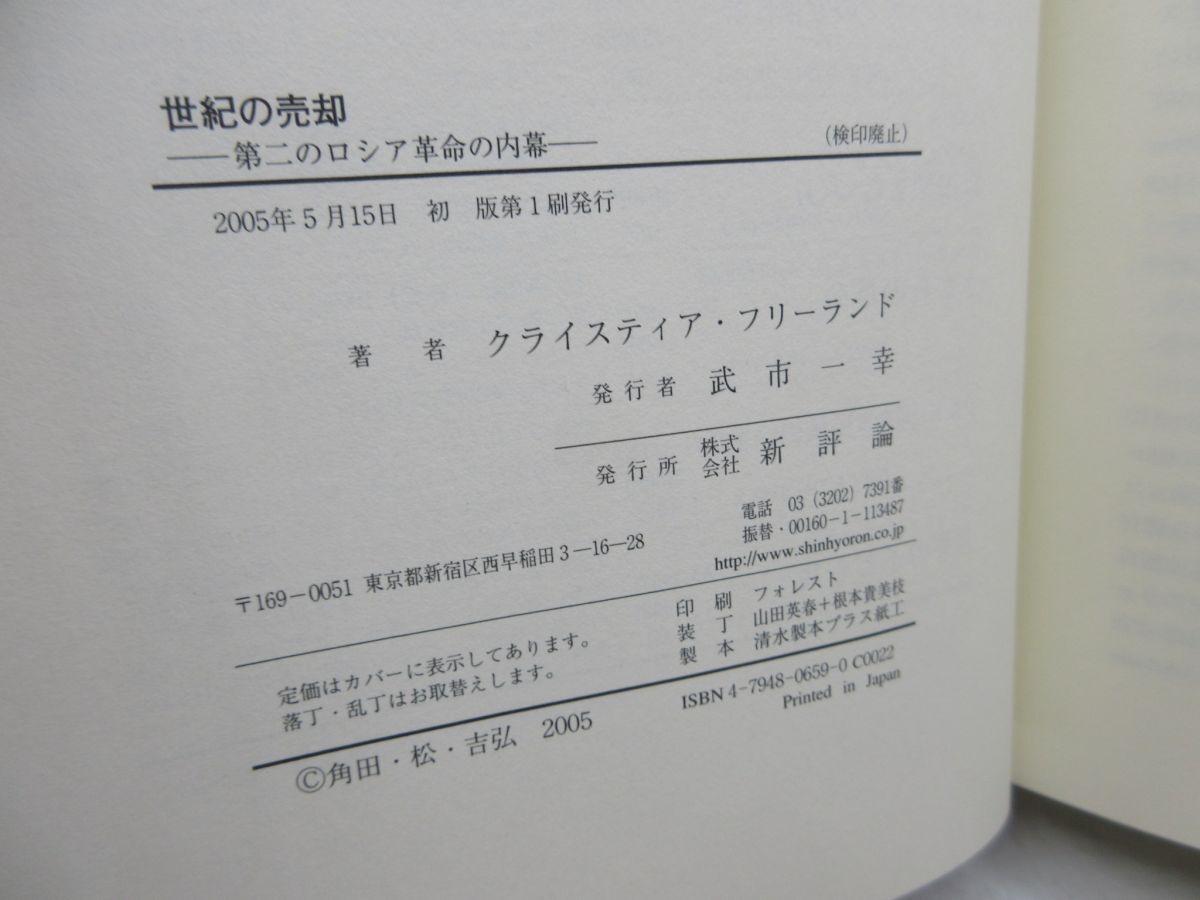 世紀の売却
——第二のロシア革命の内幕——
(検印廃止)
2005年5月15日 初 版第1刷発行
著 者 クライスティア・フリーランド
発行者 武市一幸
発行所 株式会社 新評論
〒169-0051 東京都新宿区西早稲田3-16-28
電話 03 (3202) 7391番
振替・00160-1-113487
http://www.shinhyoron.co.jp
定価はカバーに表示してあります。
落丁・乱丁はお取替えします。
印 刷 フォレスト
装 丁 山田英春+根本貴美枝
製 本 清水製本プラス紙工
©角田・松・吉弘 2005
ISBN 4-7948-0659-0 C0022
Printed in Japan